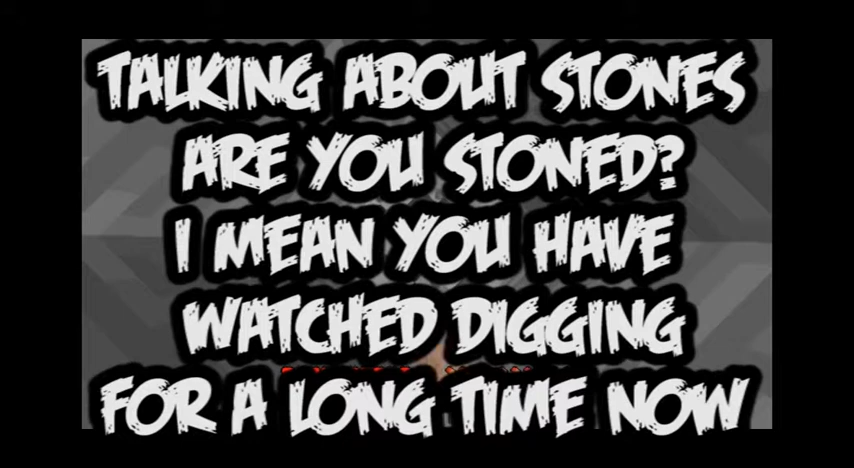 TALKING ABOUT STONES
ARE YOU STONED?
I MEAN YOU HAVE
WATCHED DIGGING
FOR A LONG TIME NOW